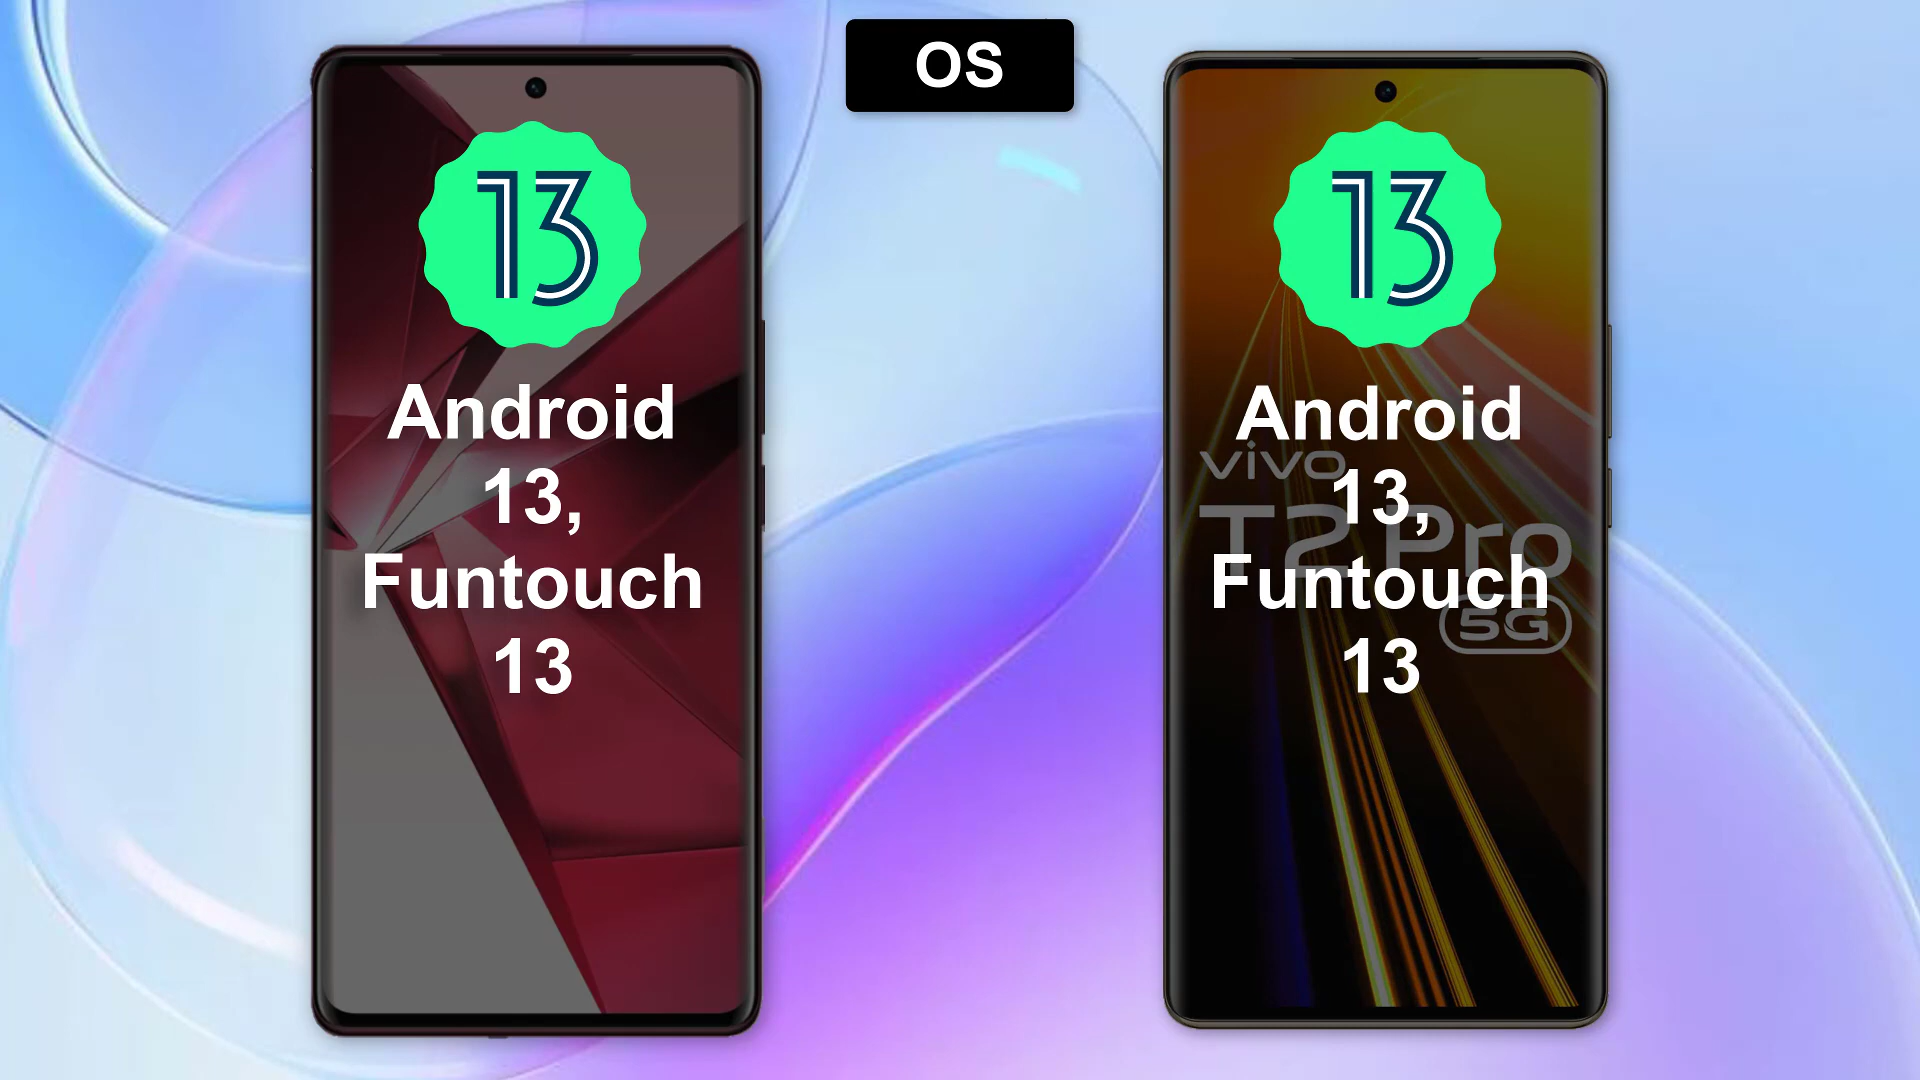 OS
13
Android
13,
Funtouch
13
13
Android
13,
Funtouch
13
vivo
T2 Pro
5G